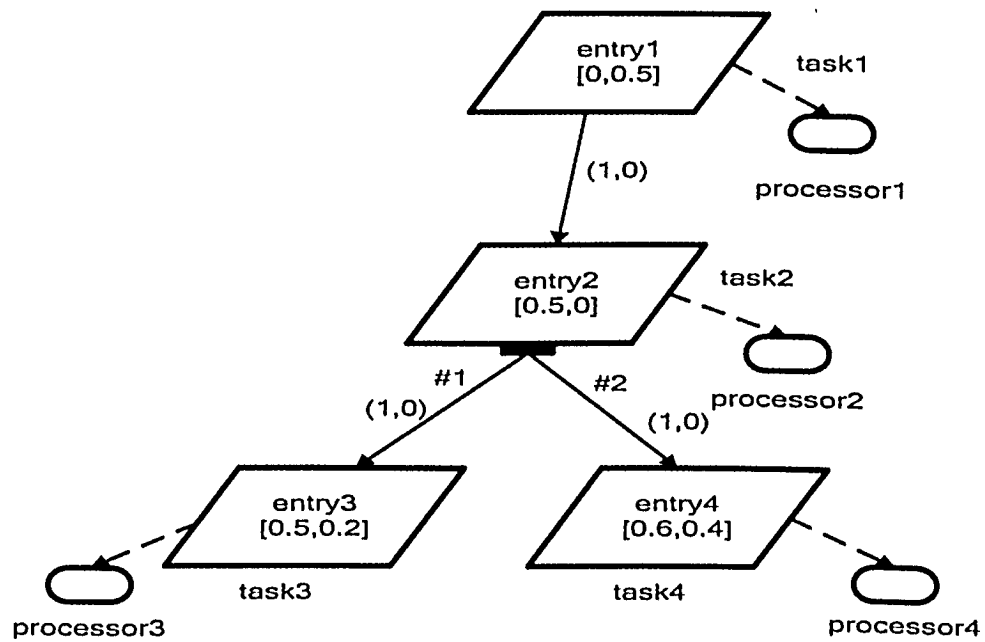 entry1
[0,0.5]
task1
processor1
(1,0)
entry2
[0.5,0]
task2
processor2
#1
#2
(1,0)
(1,0)
entry3
[0.5,0.2]
entry4
[0.6,0.4]
task3
task4
processor3
processor4